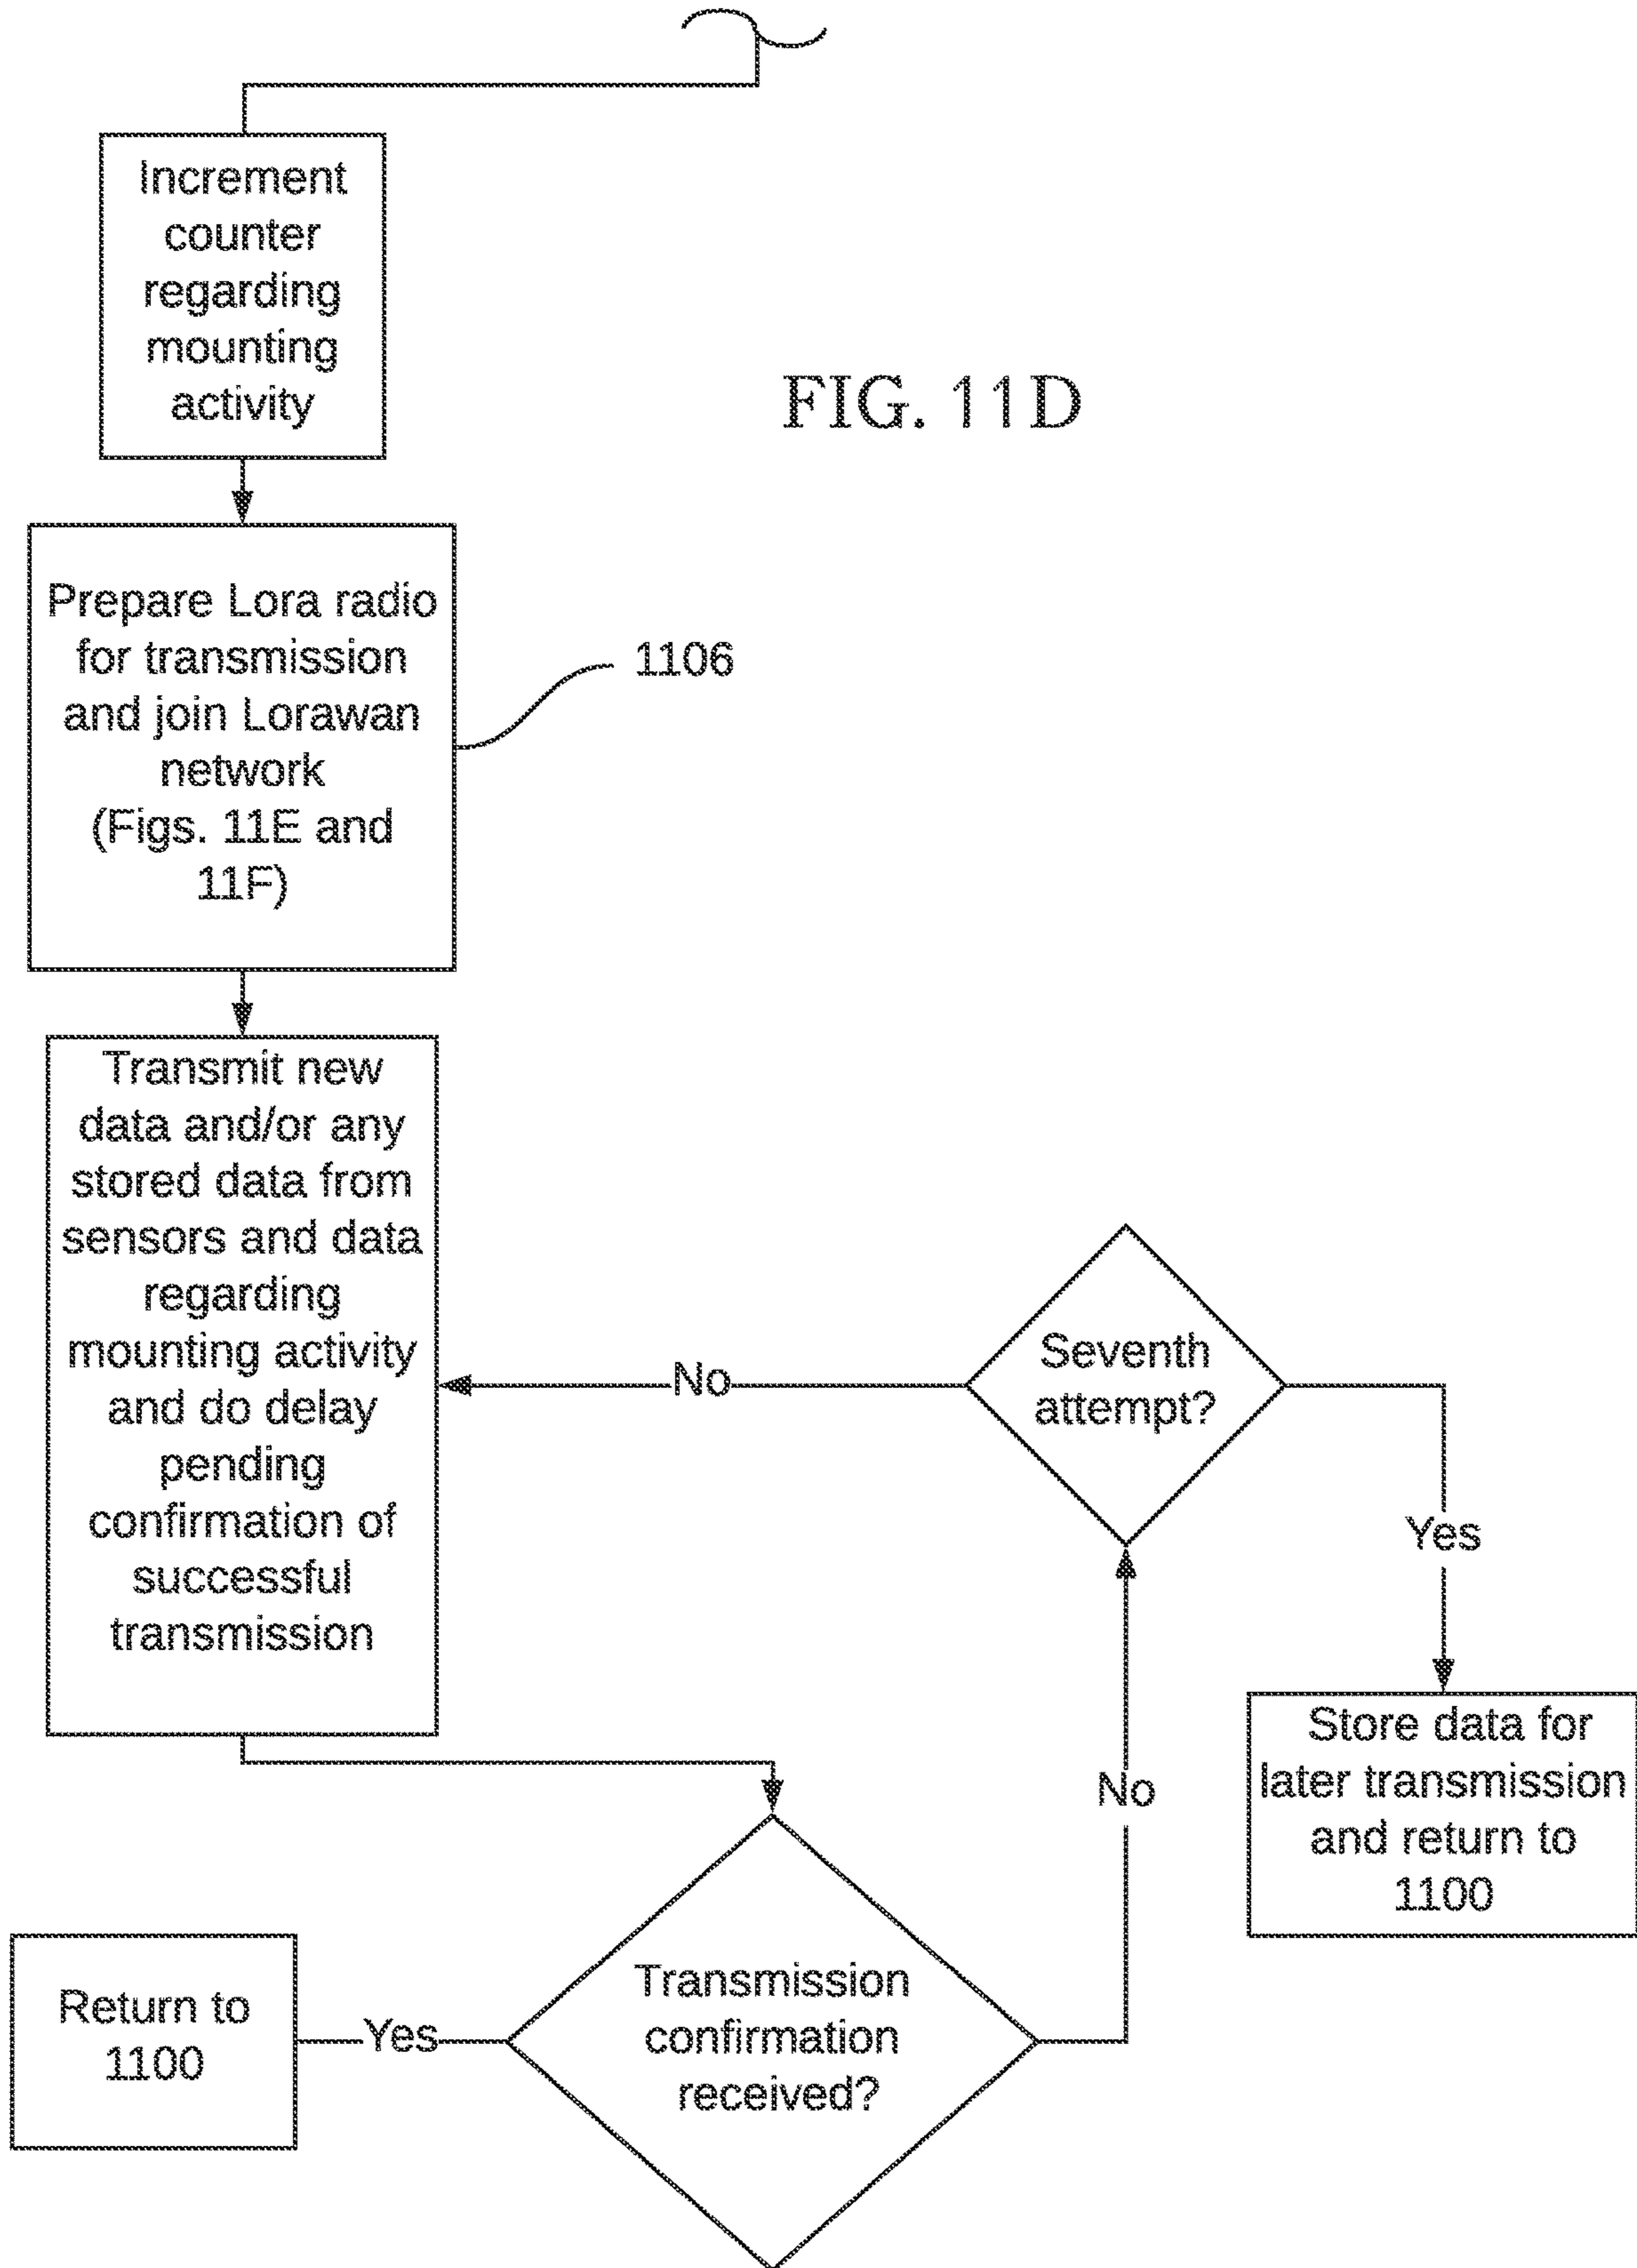 Increment
counter
regarding
mounting
activity
FIG. 11D
Prepare Lora radio
for transmission
and join Lorawan
network
(Figs. 11E and
11F)
1106
Transmit new
data and/or any
stored data from
sensors and data
regarding
mounting activity
and do delay
pending
confirmation of
successful
transmission
No
Seventh
attempt?
Yes
Store data for
later transmission
and return to
1100
No
Transmission
confirmation
received?
Yes
Return to
1100